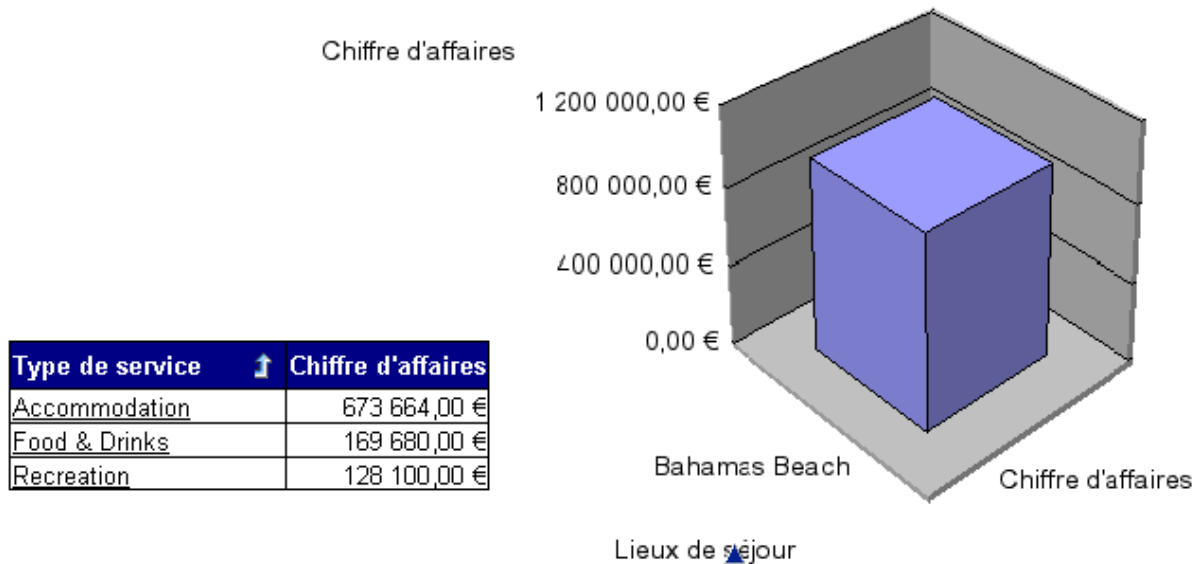 Chiffre d'affaires
1 200 000,00 €
800 000,00 €
400 000,00 €
0,00 €
Type de service Chiffre d'affaires
Accommodation 673 664,00 €
Food & Drinks 169 680,00 €
Recreation 128 100,00 €
Bahamas Beach
Chiffre d'affaires
Lieux de séjour